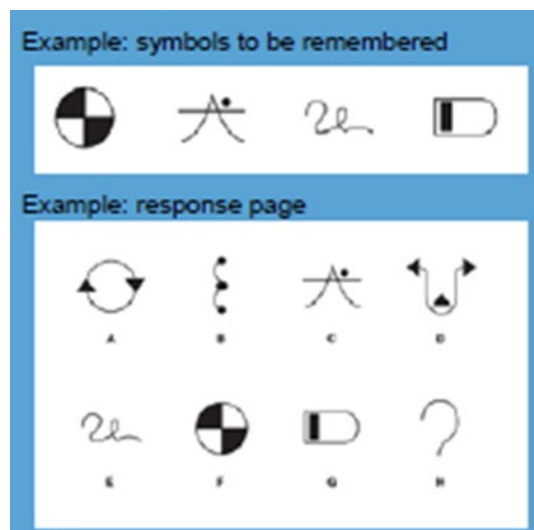 Example: symbols to be remembered
Example: response page
A B C D
E F G H